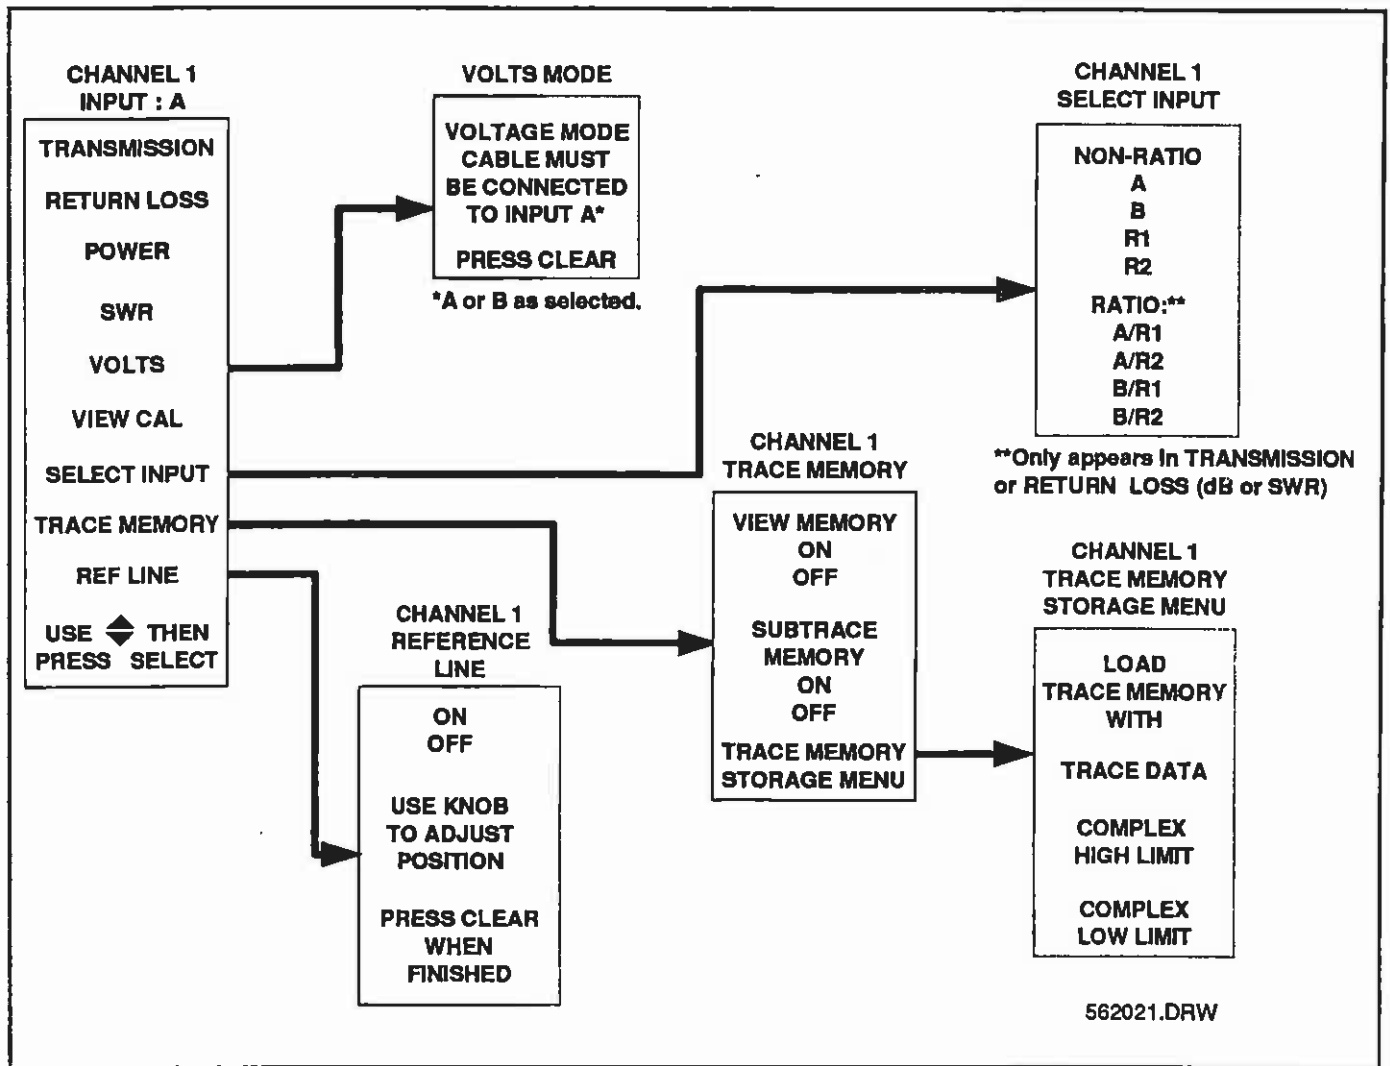 CHANNEL 1
INPUT : A
TRANSMISSION
RETURN LOSS
POWER
SWR
VOLTS
VIEW CAL
SELECT INPUT
TRACE MEMORY
REF LINE
USE THEN
PRESS SELECT
VOLTS MODE
VOLTAGE MODE
CABLE MUST
BE CONNECTED
TO INPUT A*
PRESS CLEAR
*A or B as selected.
CHANNEL 1
SELECT INPUT
NON-RATIO
A
B
R1
R2
RATIO:**
A/R1
A/R2
B/R1
B/R2
**Only appears in TRANSMISSION
or RETURN LOSS (dB or SWR)
CHANNEL 1
REFERENCE
LINE
ON
OFF
USE KNOB
TO ADJUST
POSITION
PRESS CLEAR
WHEN
FINISHED
CHANNEL 1
TRACE MEMORY
VIEW MEMORY
ON
OFF
SUBTRACE
MEMORY
ON
OFF
TRACE MEMORY
STORAGE MENU
CHANNEL 1
TRACE MEMORY
STORAGE MENU
LOAD
TRACE MEMORY
WITH
TRACE DATA
COMPLEX
HIGH LIMIT
COMPLEX
LOW LIMIT
562021.DRW